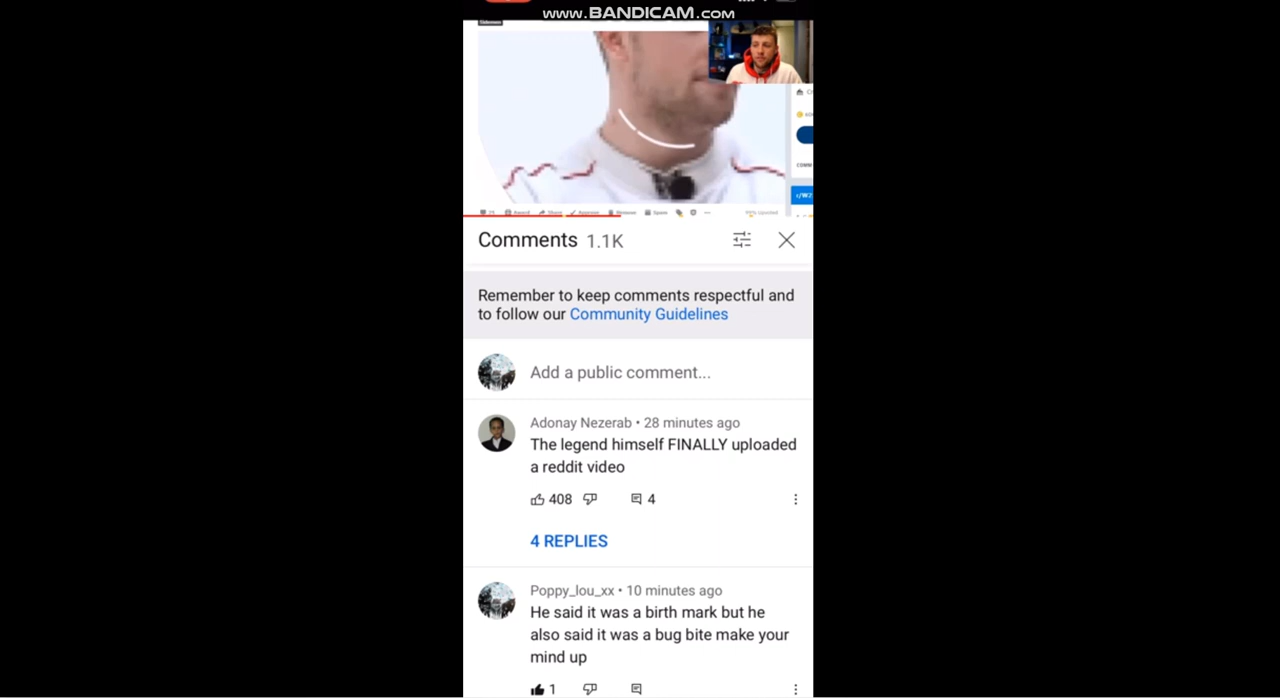 www.BANDICAM.com
Comments 1.1K
Remember to keep comments respectful and
to follow our Community Guidelines
Add a public comment...
Adonay Nezerab • 28 minutes ago
The legend himself FINALLY uploaded
a reddit video
408 4
4 REPLIES
Poppy_lou_xx • 10 minutes ago
He said it was a birth mark but he
also said it was a bug bite make your
mind up
1